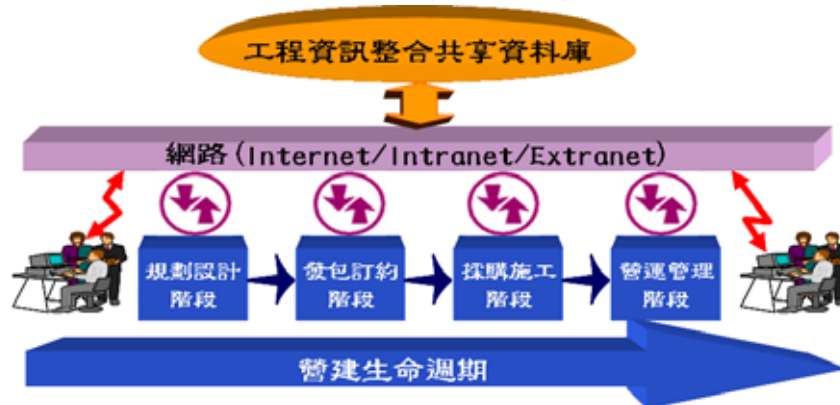 工程資訊整合共享資料庫
網路(Internet/Intranet/Extranet)
規劃設計
階段
發包訂約
階段
採購施工
階段
營運管理
階段
營建生命週期